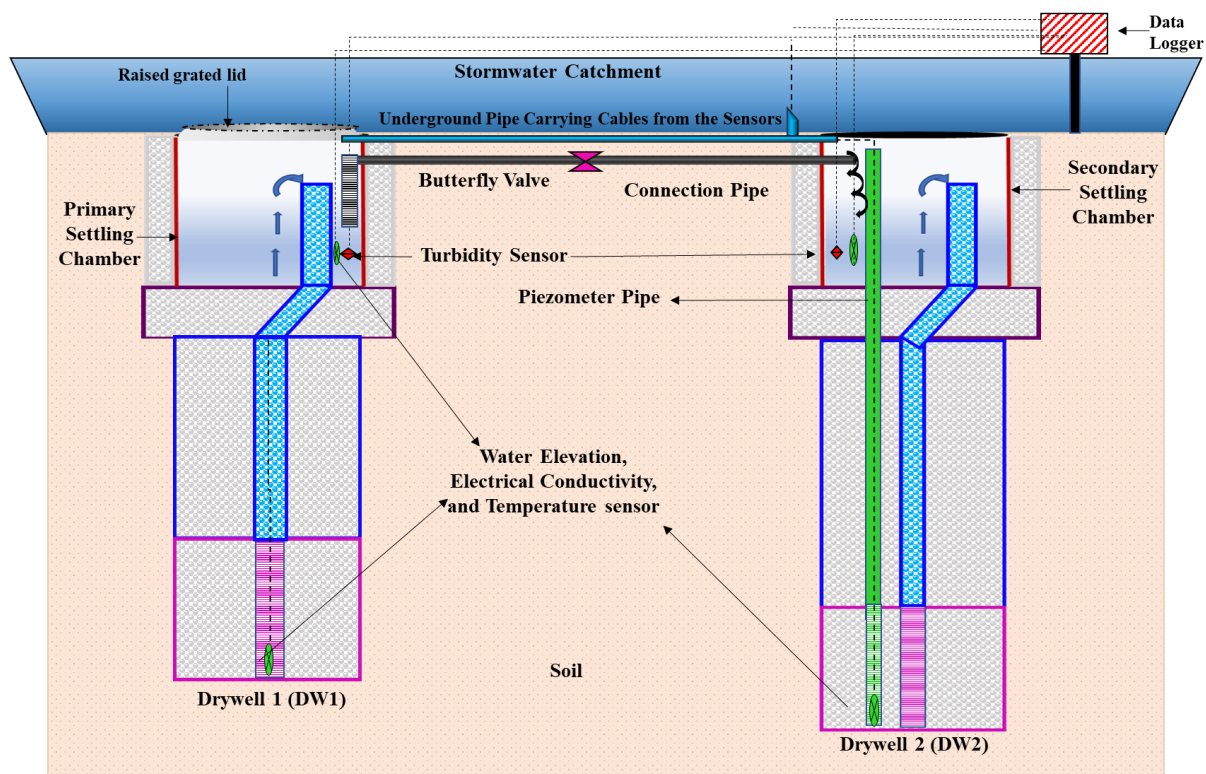 Data
Logger
Raised grated lid
Stormwater Catchment
Underground Pipe Carrying Cables from the Sensors
Butterfly Valve
Connection Pipe
Primary
Settling
Chamber
Secondary
Settling
Chamber
Turbidity Sensor
Piezometer Pipe
Water Elevation,
Electrical Conductivity,
and Temperature sensor
Soil
Drywell 1 (DW1)
Drywell 2 (DW2)